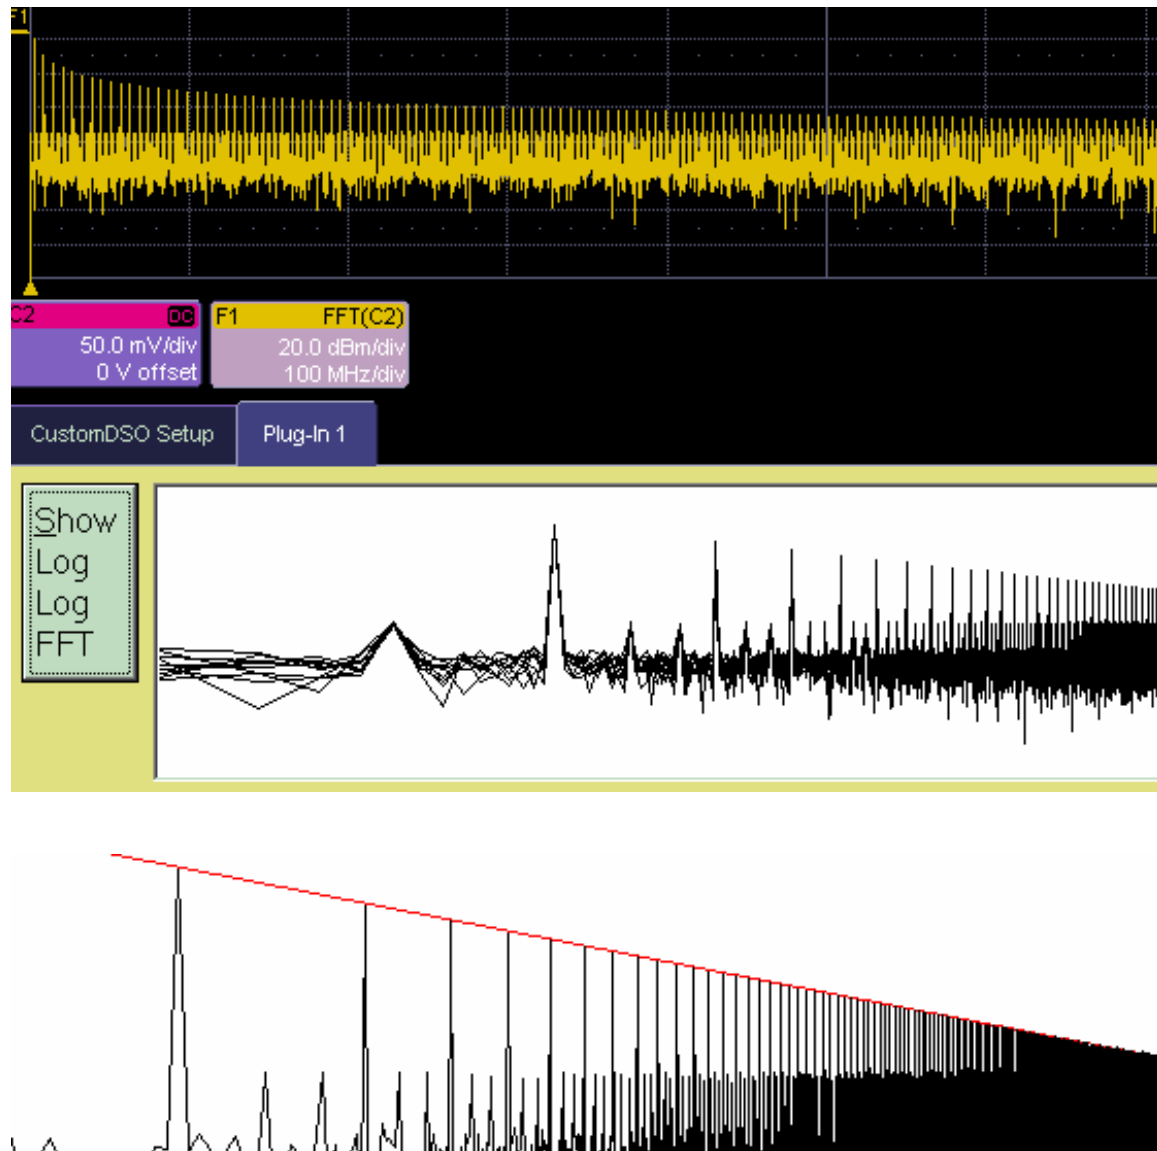 F1
C2 DC
50.0 mV/div
0 V offset
F1 FFT(C2)
20.0 dBm/div
100 MHz/div
CustomDSO Setup
Plug-In 1
Show
Log
Log
FFT